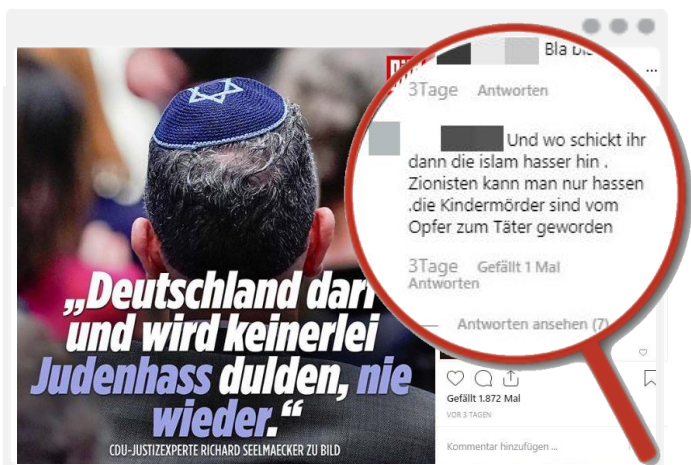 Bla
...
3Tage Antworten
Und wo schickt ihr
dann die islam hasser hin .
Zionisten kann man nur hassen
.die Kindermörder sind vom
Opfer zum Täter geworden
3Tage Gefällt 1 Mal
Antworten
Antworten ansehen (7)
„Deutschland darf
und wird keinerlei
Judenhass dulden, nie
wieder.“
CDU-JUSTIZEXPERTE RICHARD SEELMAECKER ZU BILD
Gefällt 1.872 Mal
VOR 3 TAGEN
Kommentar hinzufügen ...